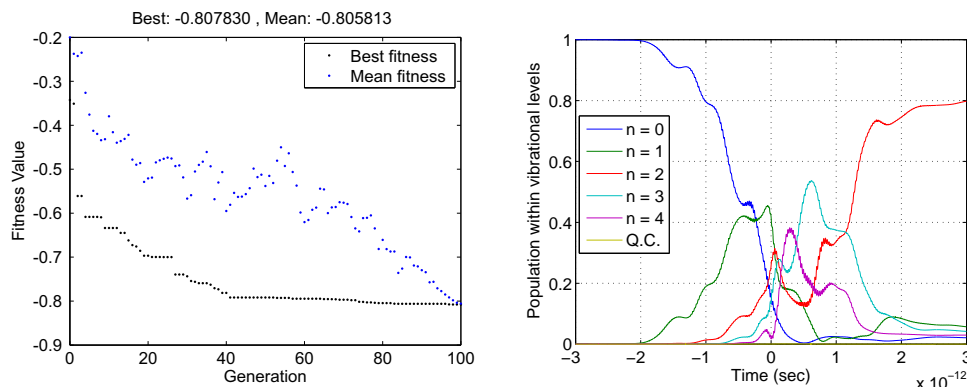 Best: -0.807830 , Mean: -0.805813
-0.2
-0.3
-0.4
-0.5
-0.6
-0.7
-0.8
-0.9
Fitness Value
Best fitness
Mean fitness
0
20
40
60
80
100
Generation
1
0.8
0.6
0.4
0.2
0
Population within vibrational levels
n = 0
n = 1
n = 2
n = 3
n = 4
Q.C.
−3
−2
−1
0
1
2
3
Time (sec)
x 10⁻¹²